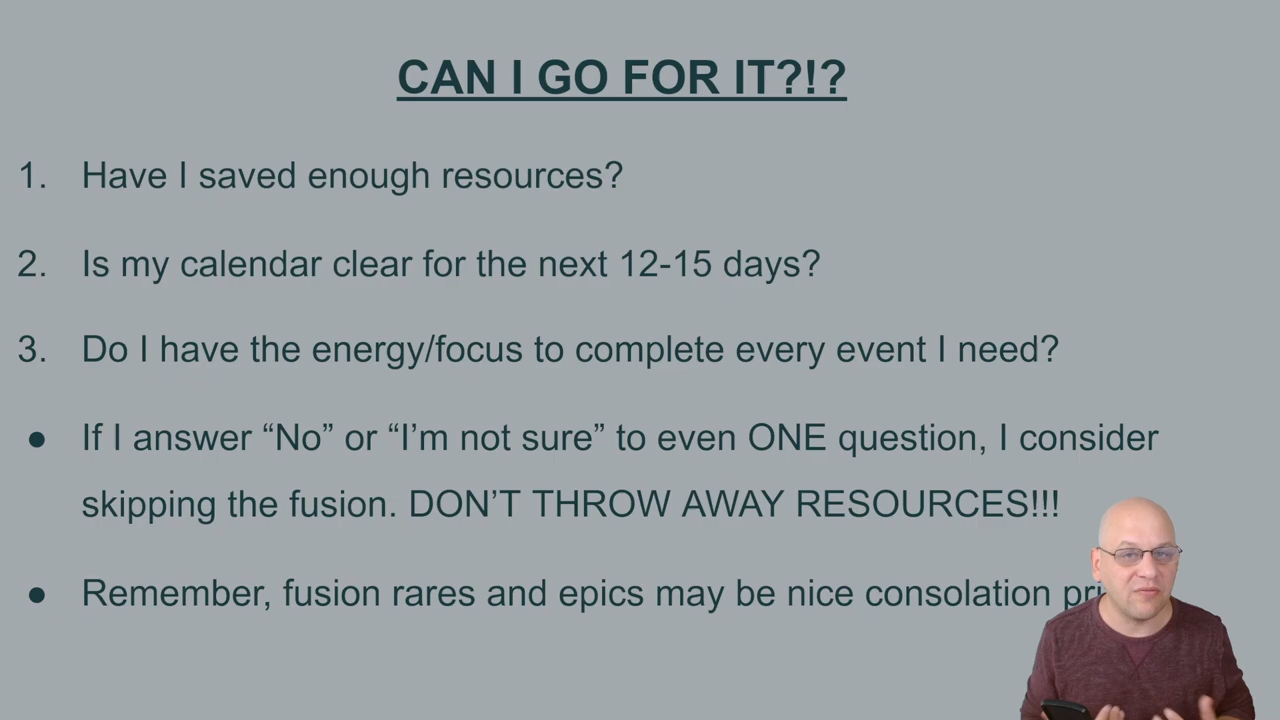 CAN I GO FOR IT?!?
1. Have I saved enough resources?
2. Is my calendar clear for the next 12-15 days?
3. Do I have the energy/focus to complete every event I need?
● If I answer “No” or “I’m not sure” to even ONE question, I consider
skipping the fusion. DON’T THROW AWAY RESOURCES!!!
● Remember, fusion rares and epics may be nice consolation